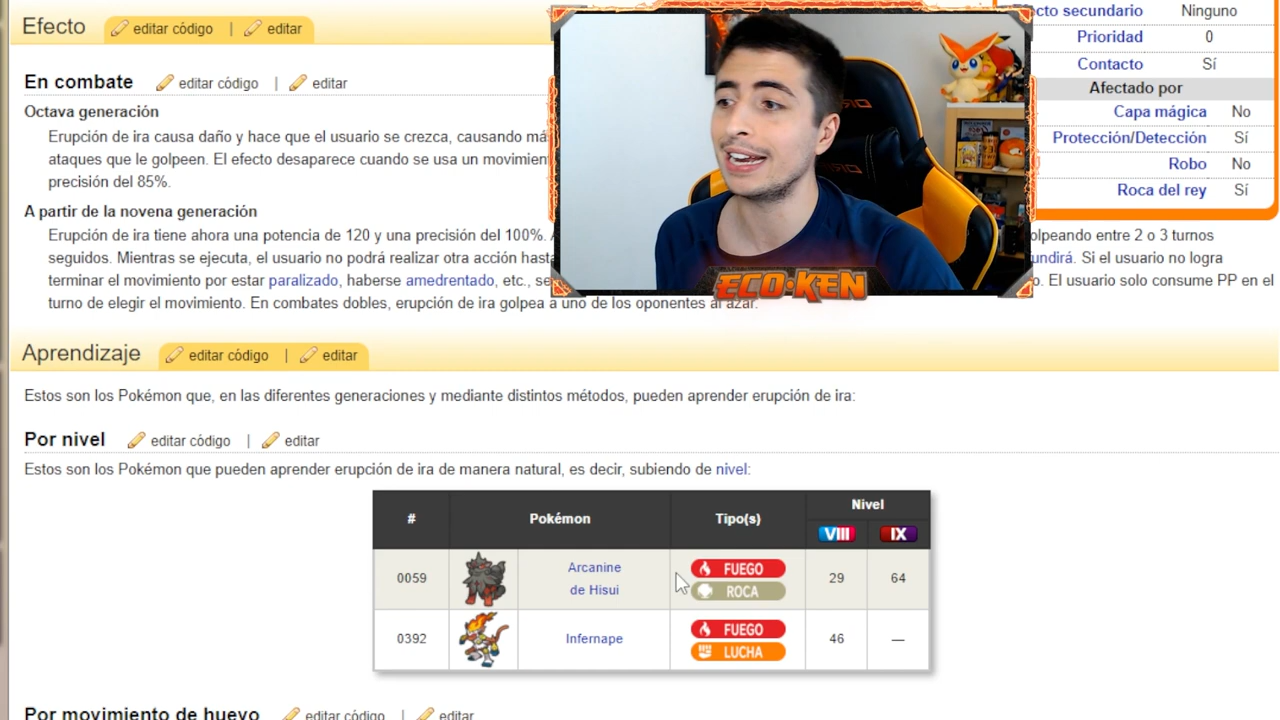 Efecto editar código | editar
cto secundario Ninguno
Prioridad 0
Contacto Sí
Afectado por
Capa mágica No
Protección/Detección Sí
Robo No
Roca del rey Sí
En combate editar código | editar
Octava generación
Erupción de ira causa daño y hace que el usuario se crezca, causando má
ataques que le golpeen. El efecto desaparece cuando se usa un movimient
precisión del 85%.
A partir de la novena generación
Erupción de ira tiene ahora una potencia de 120 y una precisión del 100%. olpeando entre 2 o 3 turnos
seguidos. Mientras se ejecuta, el usuario no podrá realizar otra acción hasta undirá. Si el usuario no logra
terminar el movimiento por estar paralizado, haberse amedrentado, etc., se o. El usuario solo consume PP en el
turno de elegir el movimiento. En combates dobles, erupción de ira golpea a uno de los oponentes al azar.
ECO·KEN
Aprendizaje editar código | editar
Estos son los Pokémon que, en las diferentes generaciones y mediante distintos métodos, pueden aprender erupción de ira:
Por nivel editar código | editar
Estos son los Pokémon que pueden aprender erupción de ira de manera natural, es decir, subiendo de nivel:
# Pokémon Tipo(s) Nivel
VIII IX
0059 Arcanine de Hisui FUEGO ROCA 29 64
0392 Infernape FUEGO LUCHA 46 —
Por movimiento de huevo editar código | editar